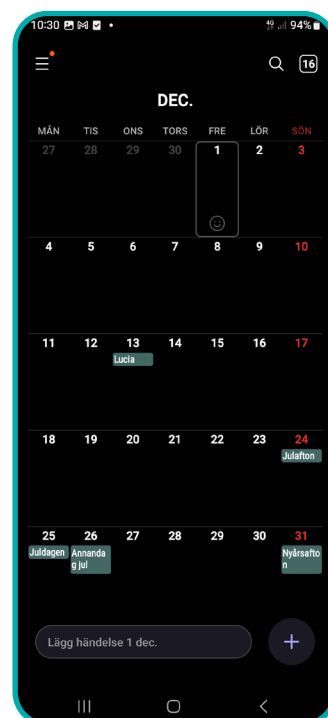 10:30 94%
16
DEC.
MÅN TIS ONS TORS FRE LÖR SÖN
27 28 29 30 1 2 3
4 5 6 7 8 9 10
11 12 13 14 15 16 17
Lucia
18 19 20 21 22 23 24
Julafton
25 26 27 28 29 30 31
Juldagen Annanda Nyårsafto
g jul n
Lägg händelse 1 dec.